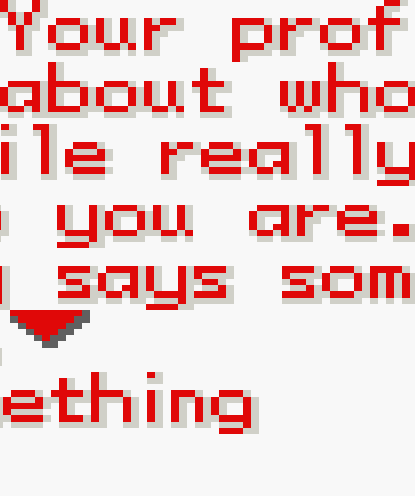 Your prof
about who
ile really
you are.
says som
ething